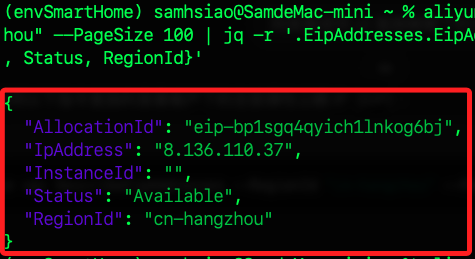 (envSmartHome) samhsiao@SamdeMac-mini ~ % aliyu
hou" --PageSize 100 | jq -r '.EipAddresses.EipA
, Status, RegionId}'
{
"AllocationId": "eip-bp1sgq4qyich1lnkog6bj",
"IpAddress": "8.136.110.37",
"InstanceId": "",
"Status": "Available",
"RegionId": "cn-hangzhou"
}